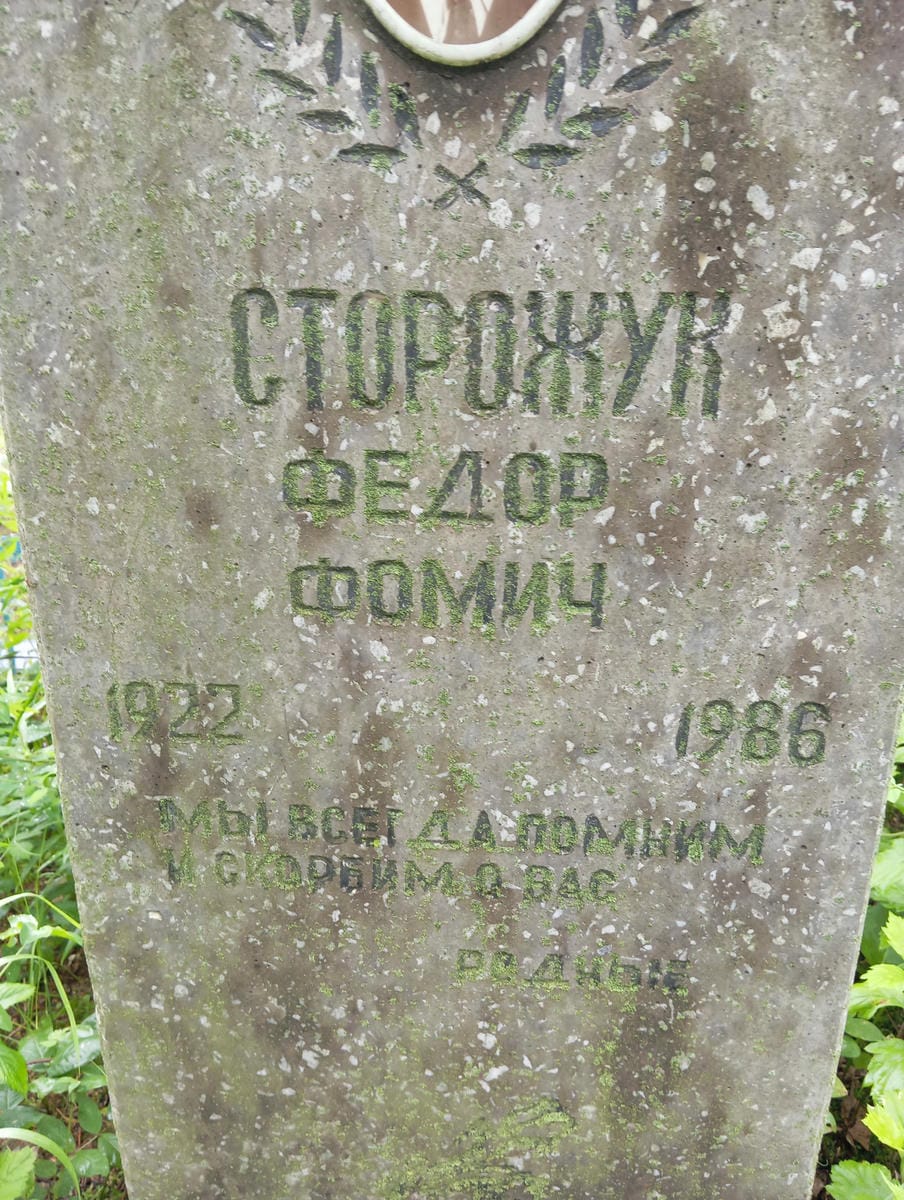 СТОРОЖУК
ФЕДОР
ФОМИЧ
1922 1986
МЫ ВСЕГДА ПОМНИМ
И СКОРБИМ О ВАС
РОДНЫЕ